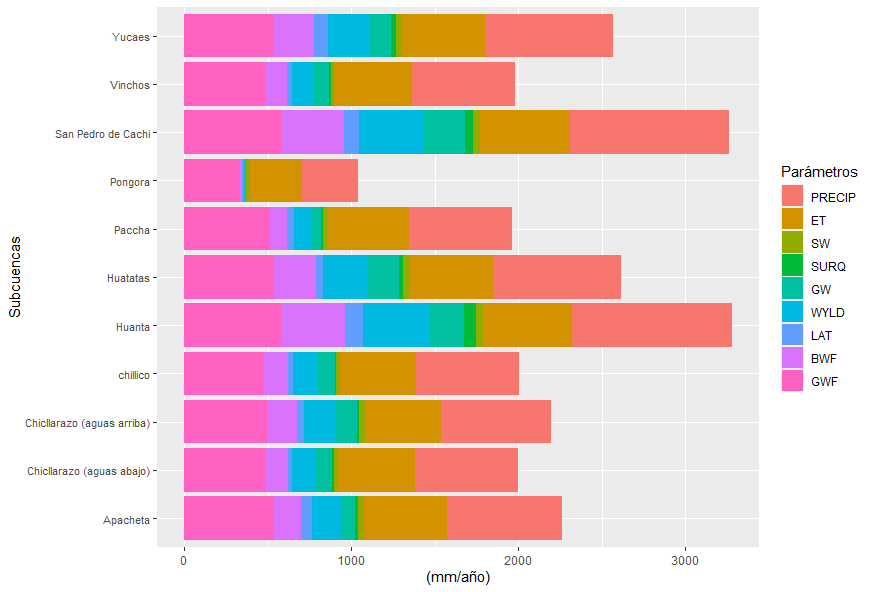 Subcuencas
Yucaes
Vinchos
San Pedro de Cachi
Pongora
Paccha
Huatatas
Huanta
chillico
Chicllarazo (aguas arriba)
Chicllarazo (aguas abajo)
Apacheta
0 1000 2000 3000
(mm/año)
Parámetros
PRECIP
ET
SW
SURQ
GW
WYLD
LAT
BWF
GWF